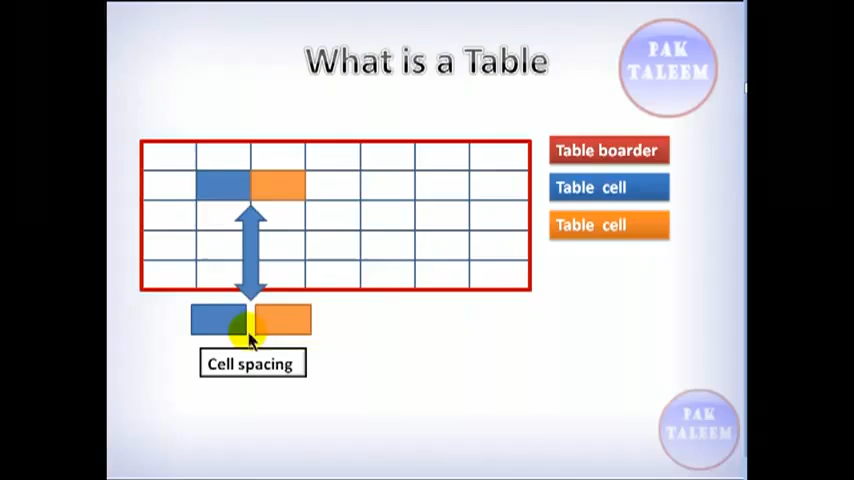 What is a Table
PAK
TALEEM
Table boarder
Table cell
Table cell
Cell spacing
PAK
TALEEM